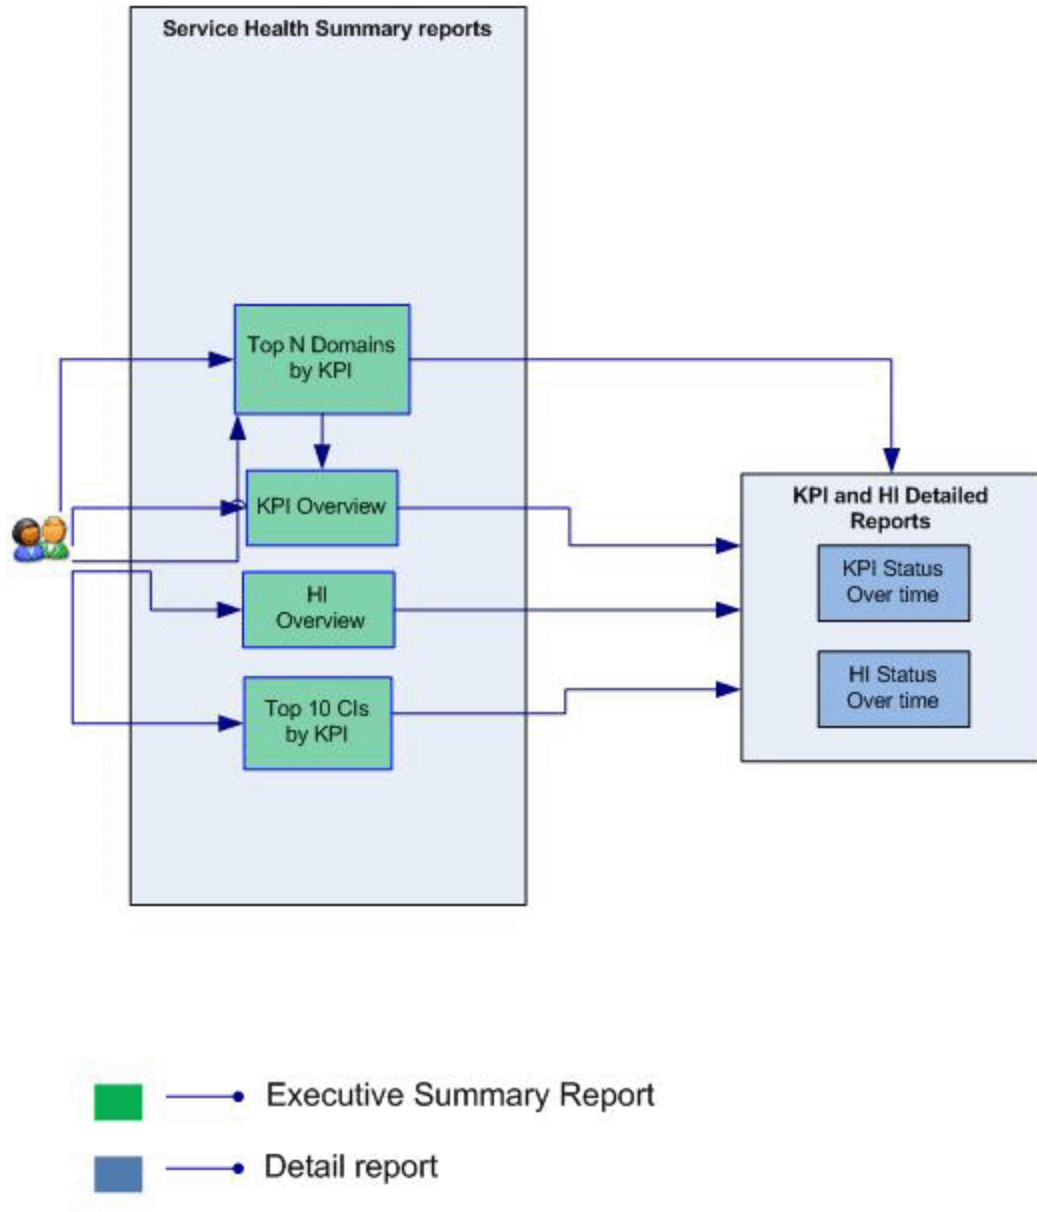 Service Health Summary reports
Top N Domains
by KPI
KPI Overview
HI
Overview
Top 10 CIs
by KPI
KPI and HI Detailed
Reports
KPI Status
Over time
HI Status
Over time
Executive Summary Report
Detail report